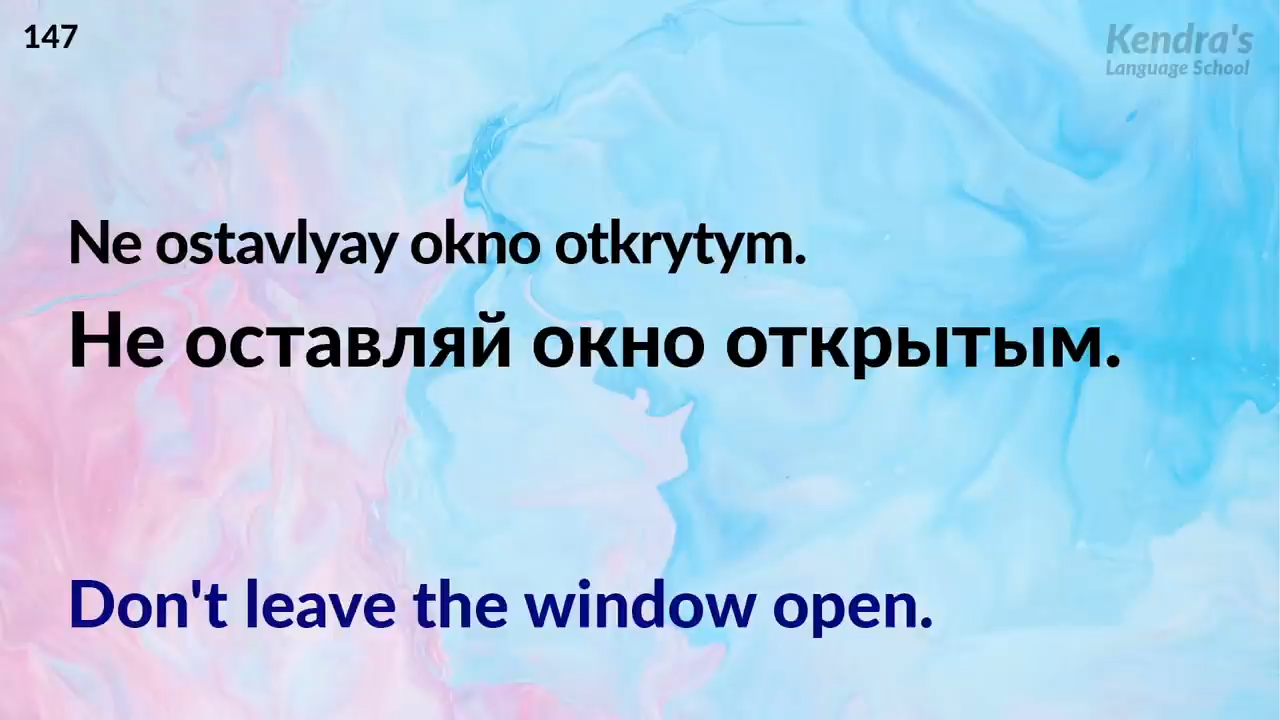 147
Kendra's
Language School
Ne ostavlyay okno otkrytym.
Не оставляй окно открытым.
Don't leave the window open.